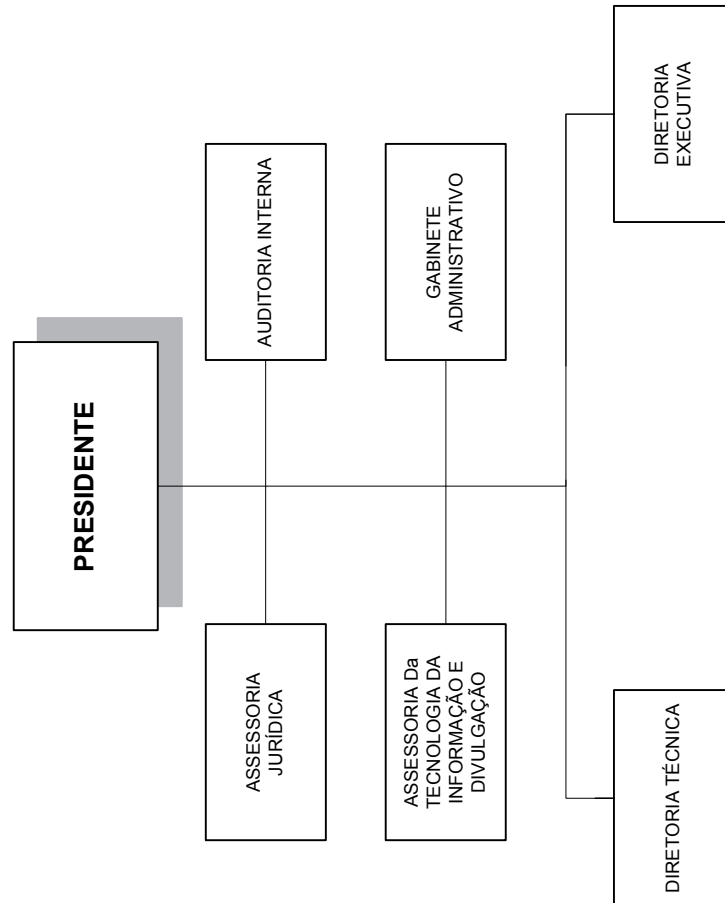 PRESIDENTE
ASSESSORIA
JURÍDICA
AUDITORIA INTERNA
ASSESSORIA Da
TECNOLOGIA DA
INFORMAÇÃO E
DIVULGAÇÃO
GABINETE
ADMINISTRATIVO
DIRETORIA TÉCNICA
DIRETORIA
EXECUTIVA